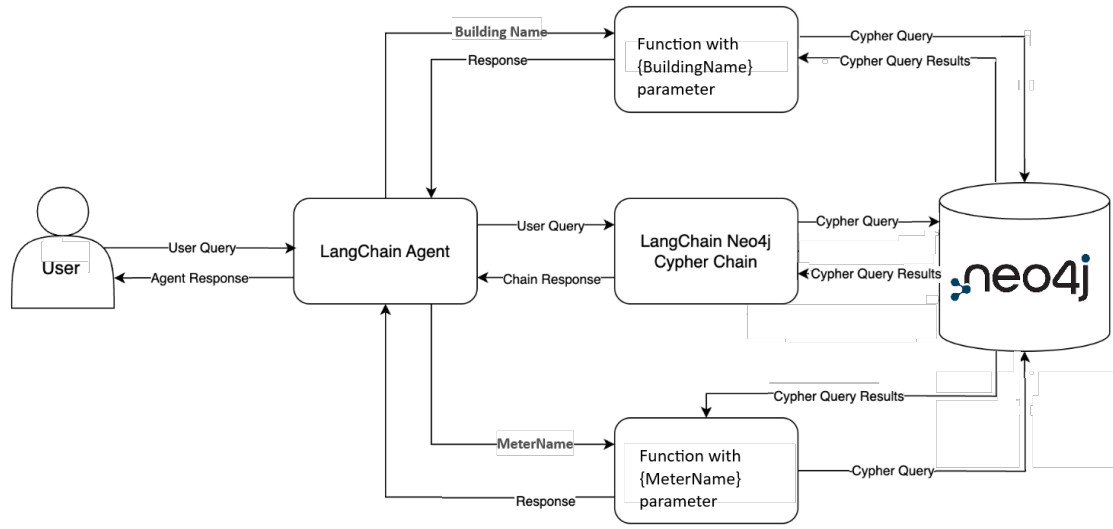 Building Name
Cypher Query
Function with
{BuildingName}
parameter
Response
Cypher Query Results
User Query
User Query
Cypher Query
LangChain Agent
LangChain Neo4j
Cypher Chain
User
Agent Response
Chain Response
Cypher Query Results
neo4j
Cypher Query Results
MeterName
Function with
{MeterName}
parameter
Cypher Query
Response